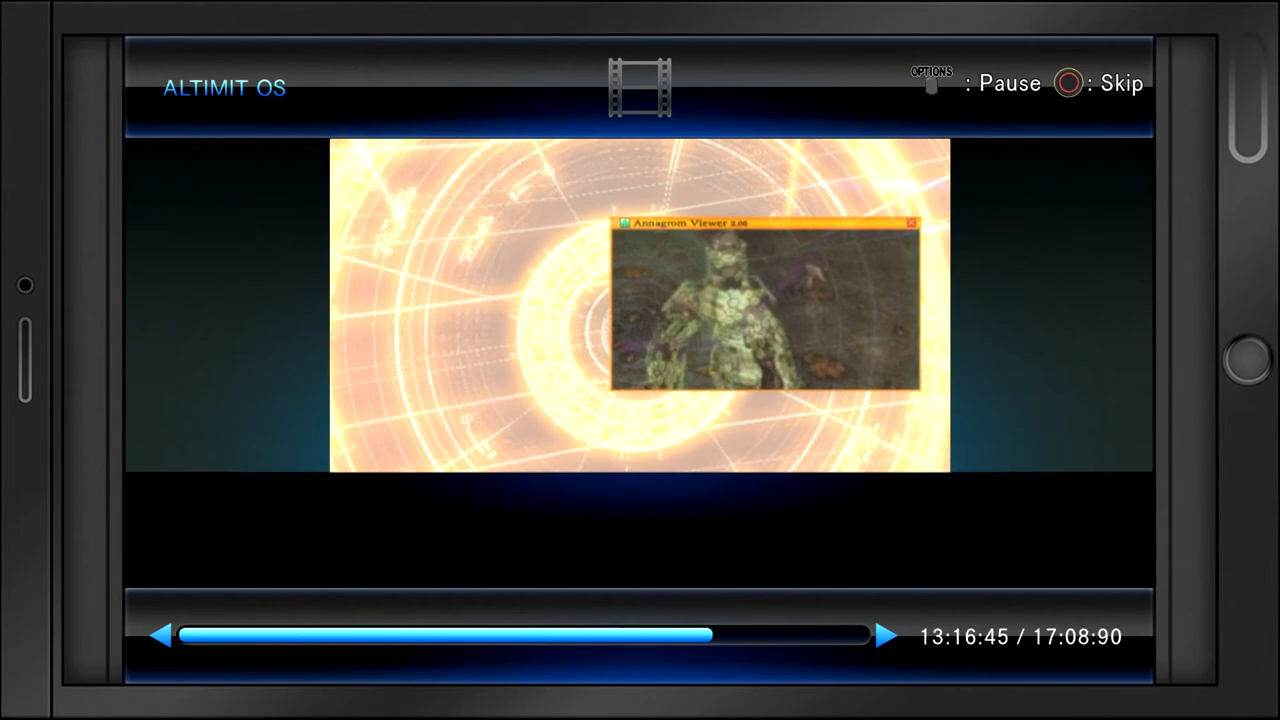 ALTIMIT OS
OPTIONS : Pause : Skip
Annagrom Viewer 2.06
13:16:45 / 17:08:90